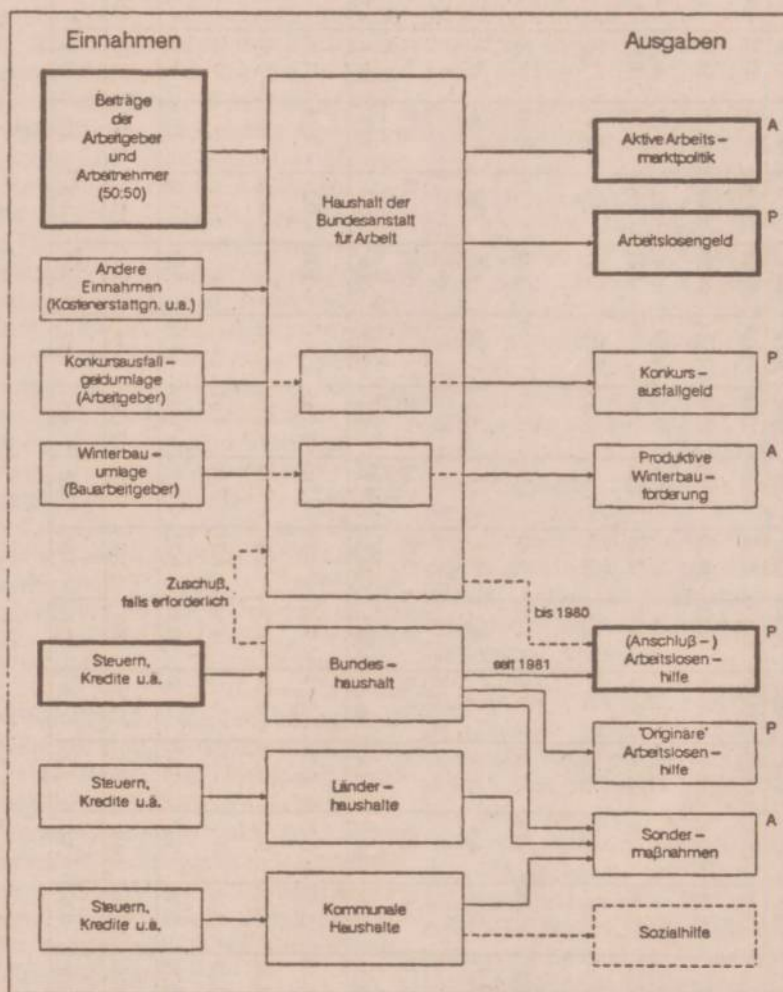 Einnahmen
Ausgaben
Beiträge
der
Arbeitgeber
und
Arbeitnehmer
(50:50)
Haushalt der
Bundesanstalt
fur Arbeit
A
Aktive Arbeits–
marktpolitik
P
Arbeitslosengeld
Andere
Einnahmen
(Kostenerstattgn. u.a.)
Konkursausfall–
geldumlage
(Arbeitgeber)
P
Konkurs–
ausfallgeld
Winterbau–
umlage
(Bauarbeitgeber)
A
Produktive
Winterbau–
forderung
Zuschuß,
falls erforderlich
bis 1980
Steuern,
Kredite u.ä.
Bundes–
haushalt
seit 1981
P
(Anschluß–)
Arbeitslosen–
hilfe
P
'Originare'
Arbeitslosen–
hilfe
Steuern,
Kredite u.ä.
Länder–
haushalte
A
Sonder–
maßnahmen
Steuern,
Kredite u.ä.
Kommunale
Haushalte
Sozialhilfe